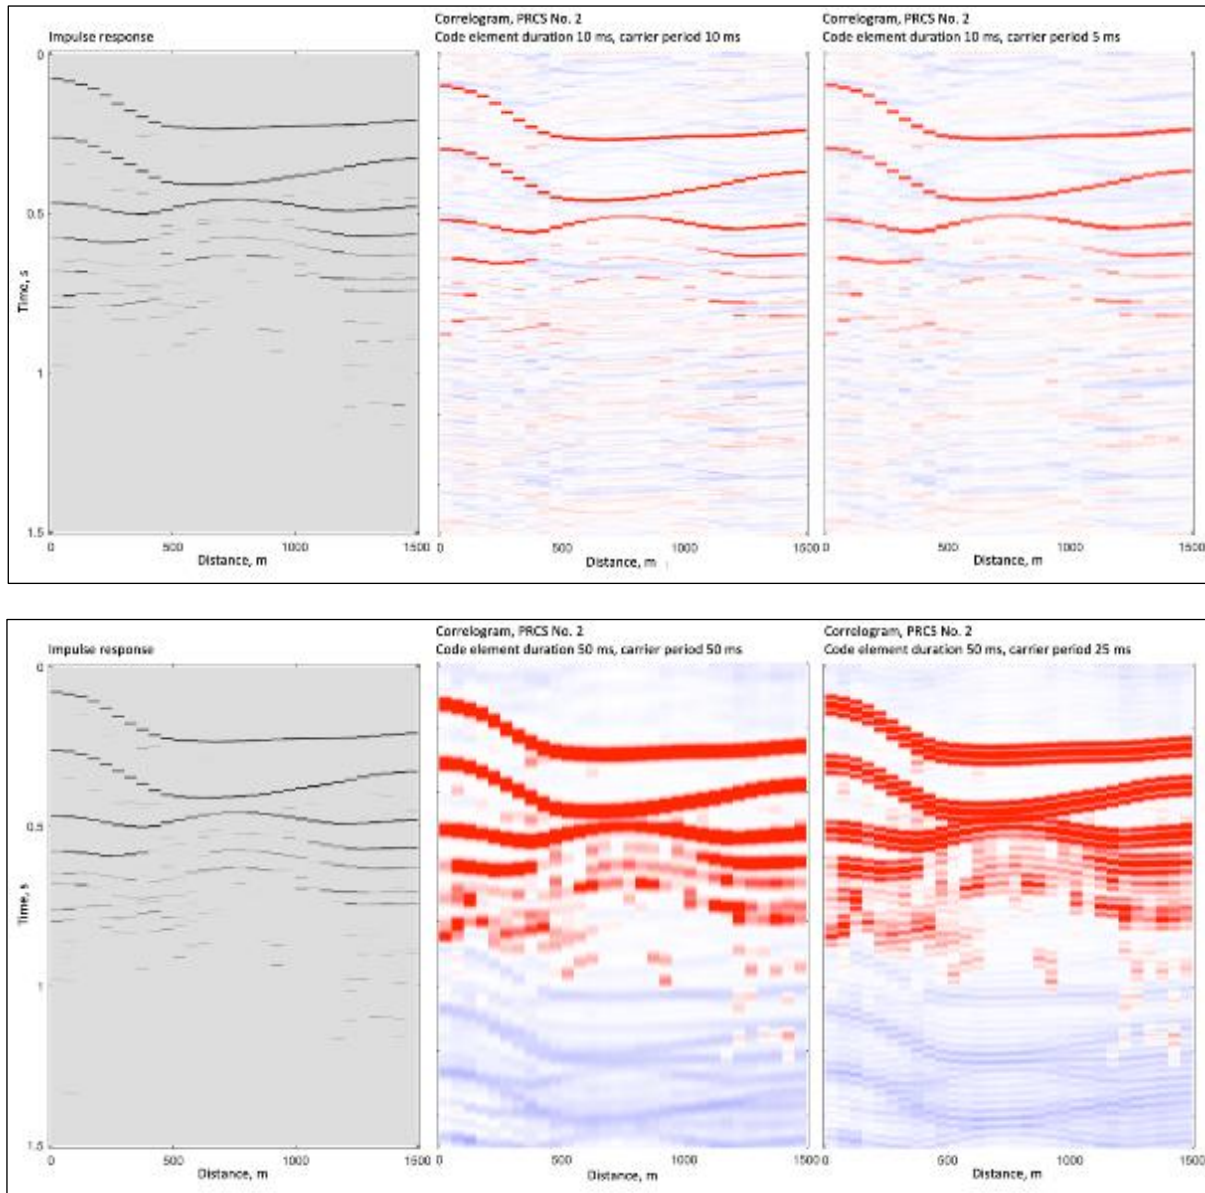 Impulse response
Correlogram, PRCS No. 2
Code element duration 10 ms, carrier period 10 ms
Correlogram, PRCS No. 2
Code element duration 10 ms, carrier period 5 ms
0
0.5
1
1.5
Time, s
0 500 1000 1500
Distance, m
0 500 1000 1500
Distance, m
0 500 1000 1500
Distance, m
Impulse response
Correlogram, PRCS No. 2
Code element duration 50 ms, carrier period 50 ms
Correlogram, PRCS No. 2
Code element duration 50 ms, carrier period 25 ms
0
0.5
1
1.5
Time, s
0 500 1000 1500
Distance, m
0 500 1000 1500
Distance, m
0 600 1000 1500
Distance, m